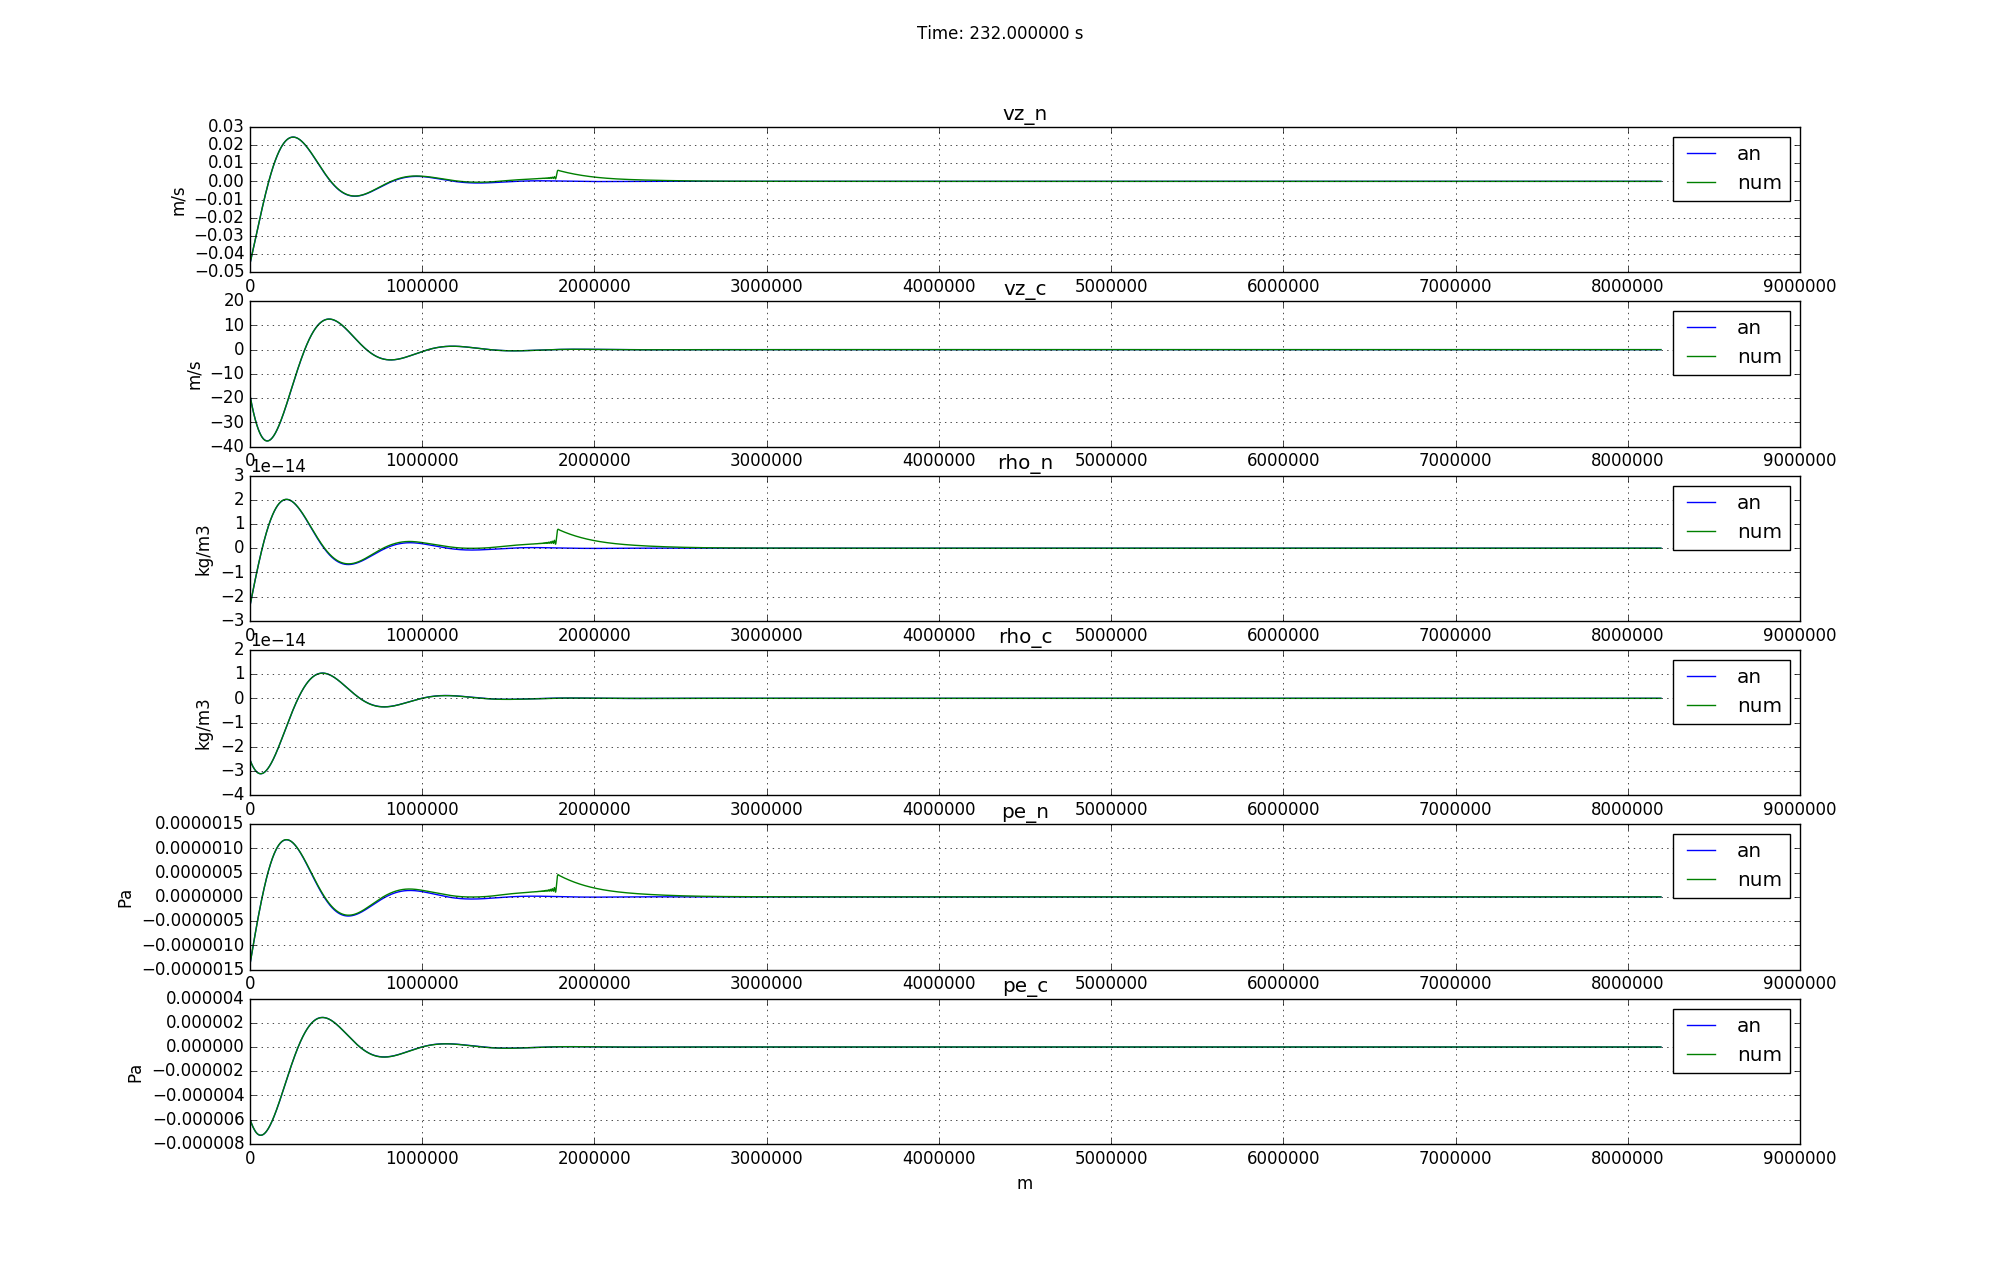 Time: 232.000000 s
vz_n
0.03
0.02
0.01
0.00
−0.01
−0.02
−0.03
−0.04
−0.05
m/s
an
num
0 1000000 2000000 3000000 4000000 5000000 6000000 7000000 8000000 9000000
vz_c
20
10
0
−10
−20
−30
−40
m/s
an
num
0 1000000 2000000 3000000 4000000 5000000 6000000 7000000 8000000 9000000
1e−14
rho_n
3
2
1
0
−1
−2
−3
kg/m3
an
num
0 1000000 2000000 3000000 4000000 5000000 6000000 7000000 8000000 9000000
1e−14
rho_c
2
1
0
−1
−2
−3
−4
kg/m3
an
num
0 1000000 2000000 3000000 4000000 5000000 6000000 7000000 8000000 9000000
pe_n
0.0000015
0.0000010
0.0000005
0.0000000
−0.0000005
−0.0000010
−0.0000015
Pa
an
num
0 1000000 2000000 3000000 4000000 5000000 6000000 7000000 8000000 9000000
pe_c
0.000004
0.000002
0.000000
−0.000002
−0.000004
−0.000006
−0.000008
Pa
an
num
0 1000000 2000000 3000000 4000000 5000000 6000000 7000000 8000000 9000000
m